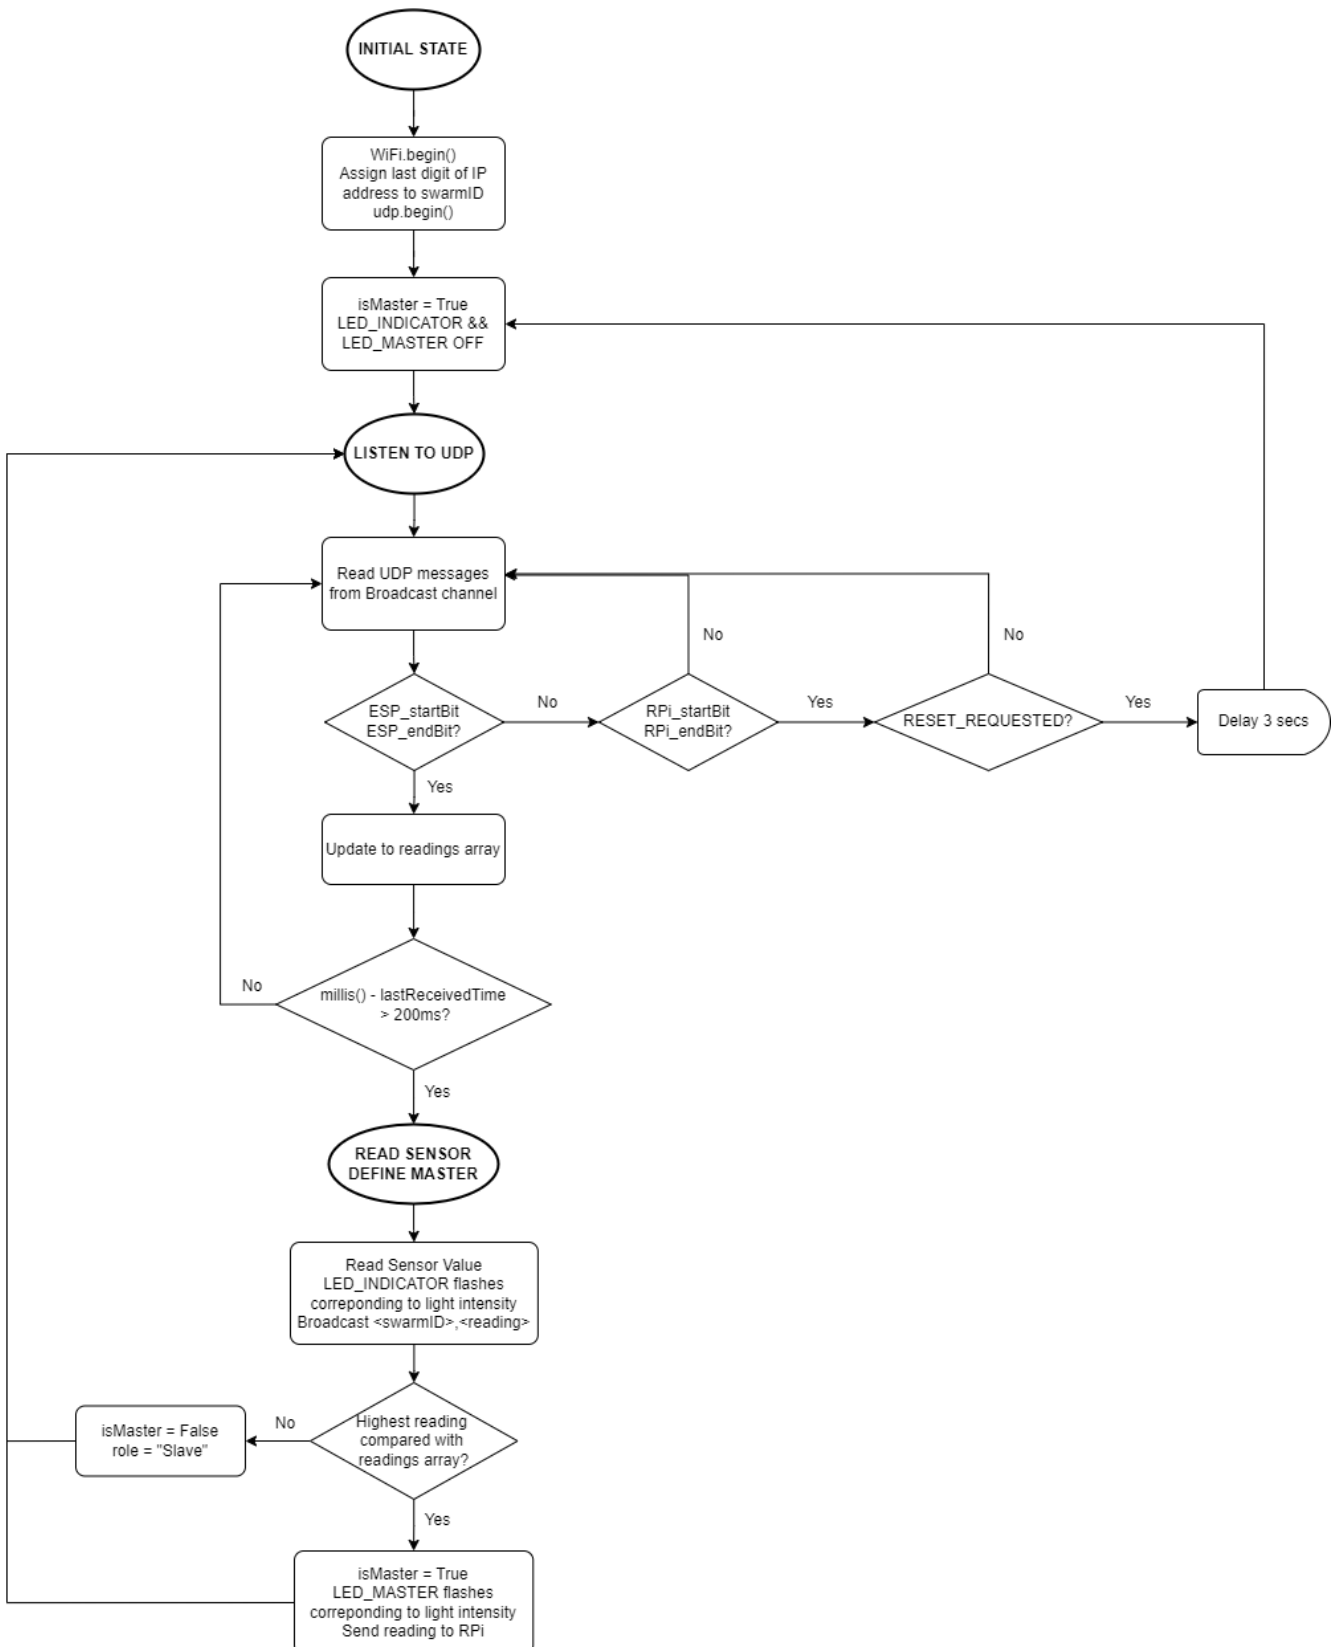 INITIAL STATE
WiFi.begin()
Assign last digit of IP
address to swarmID
udp.begin()
isMaster = True
LED_INDICATOR &&
LED_MASTER OFF
LISTEN TO UDP
Read UDP messages
from Broadcast channel
No
No
ESP_startBit
ESP_endBit?
No
RPi_startBit
RPi_endBit?
Yes
RESET_REQUESTED?
Yes
Delay 3 secs
Yes
Update to readings array
No
millis() - lastReceivedTime
> 200ms?
Yes
READ SENSOR
DEFINE MASTER
Read Sensor Value
LED_INDICATOR flashes
correponding to light intensity
Broadcast <swarmID>,<reading>
isMaster = False
role = "Slave"
No
Highest reading
compared with
readings array?
Yes
isMaster = True
LED_MASTER flashes
correponding to light intensity
Send reading to RPi